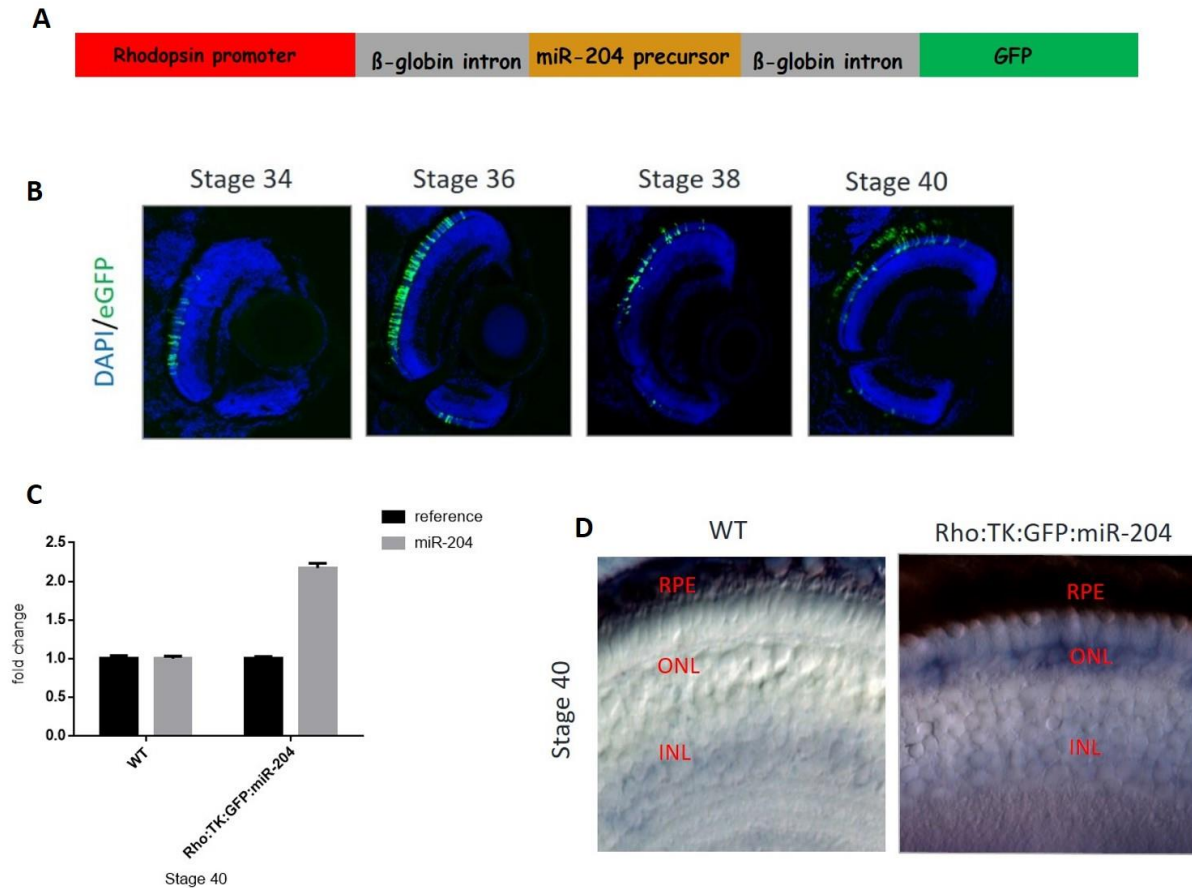 A
Rhodopsin promoter ß-globin intron miR-204 precursor ß-globin intron GFP
B
Stage 34 Stage 36 Stage 38 Stage 40
DAPI/eGFP
C
reference
miR-204
2.5
2.0
1.5
1.0
0.5
0.0
fold change
WT
Rho:TK:GFP:miR-204
Stage 40
D
WT Rho:TK:GFP:miR-204
Stage 40
RPE RPE
ONL ONL
INL INL